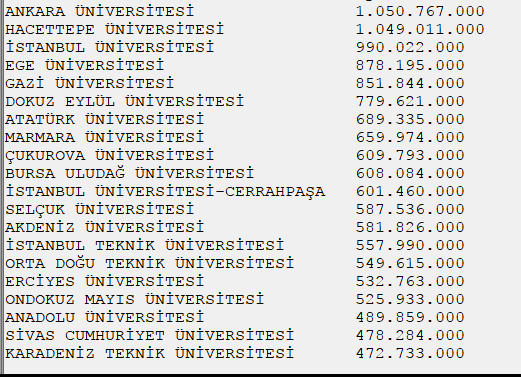 ANKARA ÜNİVERSİTESİ 1.050.767.000
HACETTEPE ÜNİVERSİTESİ 1.049.011.000
İSTANBUL ÜNİVERSİTESİ 990.022.000
EGE ÜNİVERSİTESİ 878.195.000
GAZİ ÜNİVERSİTESİ 851.844.000
DOKUZ EYLÜL ÜNİVERSİTESİ 779.621.000
ATATÜRK ÜNİVERSİTESİ 689.335.000
MARMARA ÜNİVERSİTESİ 659.974.000
ÇUKUROVA ÜNİVERSİTESİ 609.793.000
BURSA ULUDAĞ ÜNİVERSİTESİ 608.084.000
İSTANBUL ÜNİVERSİTESİ-CERRAHPAŞA 601.460.000
SELÇUK ÜNİVERSİTESİ 587.536.000
AKDENİZ ÜNİVERSİTESİ 581.826.000
İSTANBUL TEKNİK ÜNİVERSİTESİ 557.990.000
ORTA DOĞU TEKNİK ÜNİVERSİTESİ 549.615.000
ERCİYES ÜNİVERSİTESİ 532.763.000
ONDOKUZ MAYIS ÜNİVERSİTESİ 525.933.000
ANADOLU ÜNİVERSİTESİ 489.859.000
SİVAS CUMHURİYET ÜNİVERSİTESİ 478.284.000
KARADENİZ TEKNİK ÜNİVERSİTESİ 472.733.000